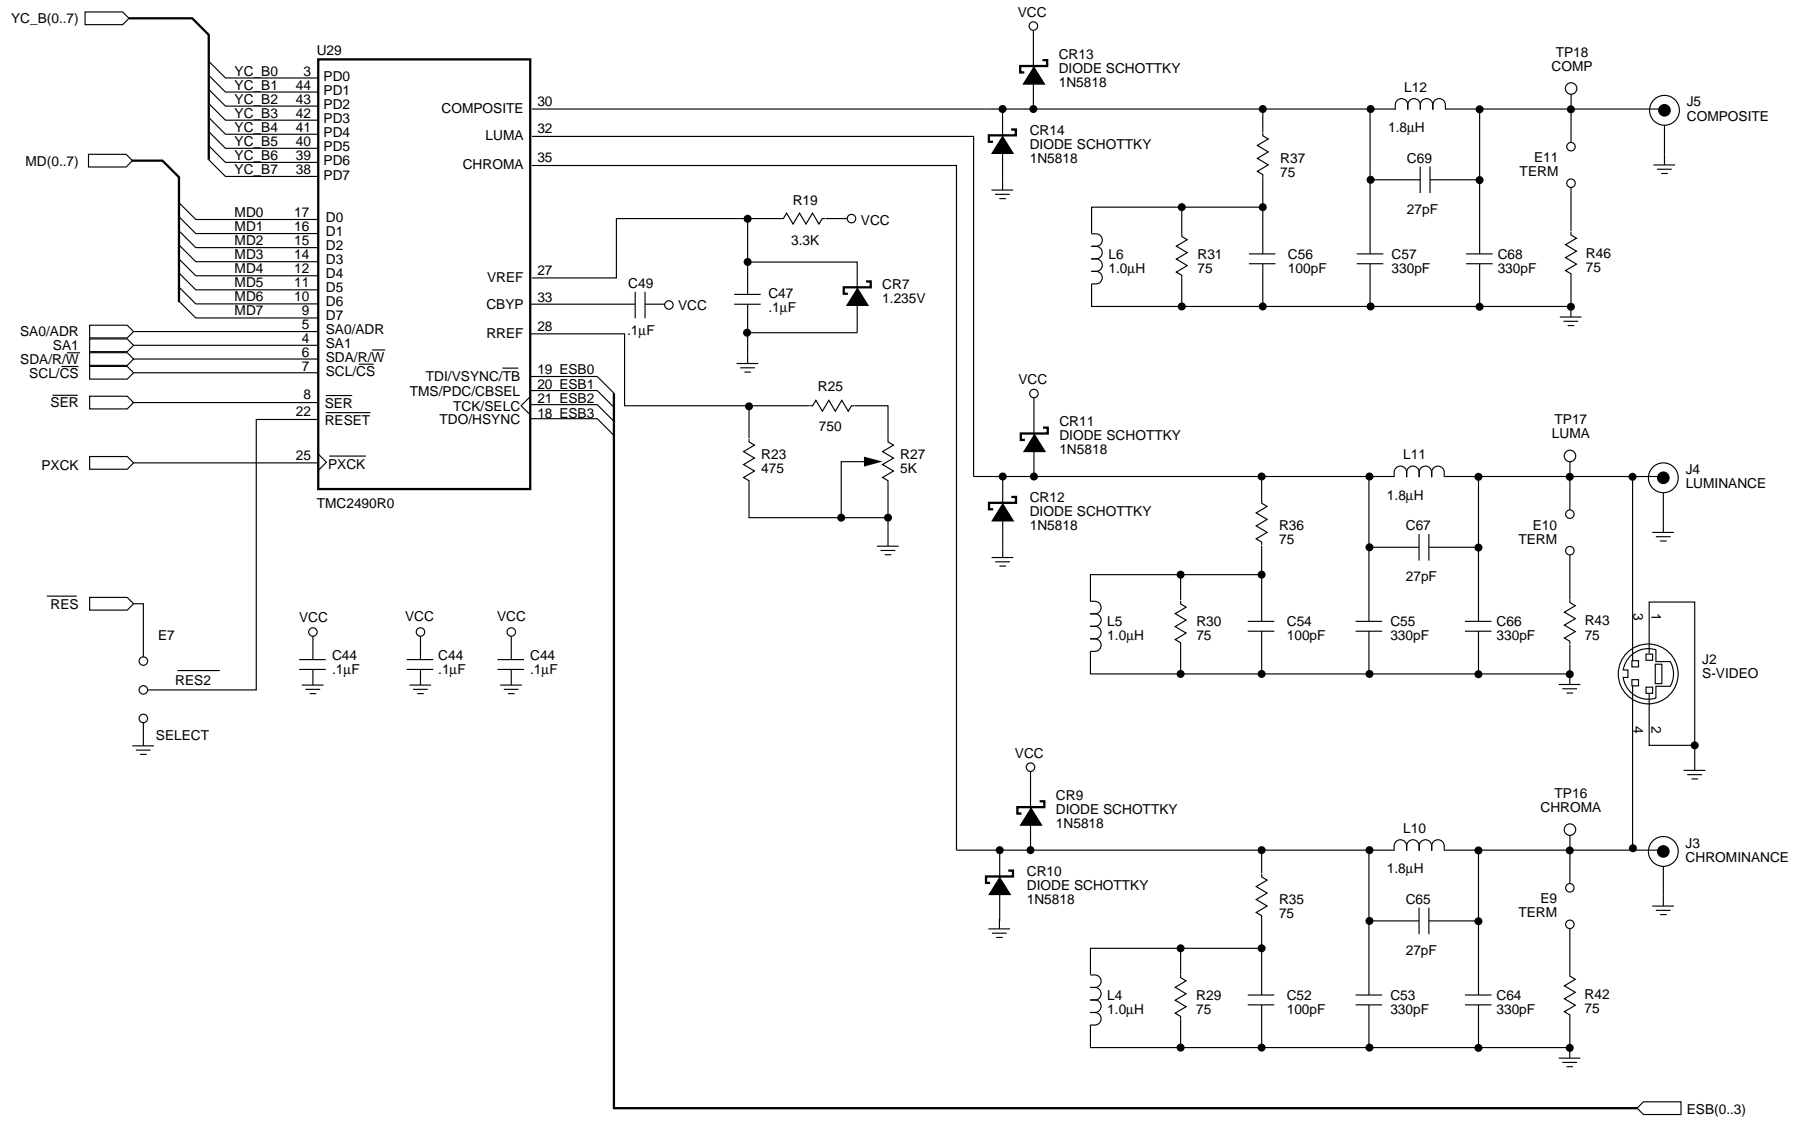 YC_B(0..7)
MD(0..7)
U29
YC_B0 3 PD0
YC_B1 44 PD1
YC_B2 43 PD2
YC_B3 42 PD3
YC_B4 41 PD4
YC_B5 40 PD5
YC_B6 39 PD6
YC_B7 38 PD7
MD0 17 D0
MD1 16 D1
MD2 15 D2
MD3 14 D3
MD4 12 D4
MD5 11 D5
MD6 10 D6
MD7 9 D7
SA0/ADR 5 SA0/ADR
SA1 4 SA1
SDA/R/W 6 SDA/R/W
SCL/CS 7 SCL/CS
SER 8 SER
22 RESET
PXCK 25 PXCK
COMPOSITE 30
LUMA 32
CHROMA 35
VREF 27
CBYP 33
RREF 28
TDI/VSYNC/TB 19 ESB0
TMS/PDC/CBSEL 20 ESB1
TCK/SELC 21 ESB2
TDO/HSYNC 18 ESB3
TMC2490R0
R19
3.3K
VCC
C49
.1μF
VCC
C47
.1μF
CR7
1.235V
R25
750
R23
475
R27
5K
RES
E7
RES2
SELECT
VCC
C44
.1μF
VCC
C44
.1μF
VCC
C44
.1μF
VCC
CR13
DIODE SCHOTTKY
1N5818
CR14
DIODE SCHOTTKY
1N5818
R37
75
L6
1.0μH
R31
75
C56
100pF
L12
1.8μH
C69
27pF
C57
330pF
C68
330pF
TP18
COMP
E11
TERM
R46
75
J5
COMPOSITE
VCC
CR11
DIODE SCHOTTKY
1N5818
CR12
DIODE SCHOTTKY
1N5818
R36
75
L5
1.0μH
R30
75
C54
100pF
L11
1.8μH
C67
27pF
C55
330pF
C66
330pF
TP17
LUMA
E10
TERM
R43
75
J4
LUMINANCE
3
1
J2
S-VIDEO
4
2
VCC
CR9
DIODE SCHOTTKY
1N5818
CR10
DIODE SCHOTTKY
1N5818
R35
75
L4
1.0μH
R29
75
C52
100pF
L10
1.8μH
C65
27pF
C53
330pF
C64
330pF
TP16
CHROMA
E9
TERM
R42
75
J3
CHROMINANCE
ESB(0..3)